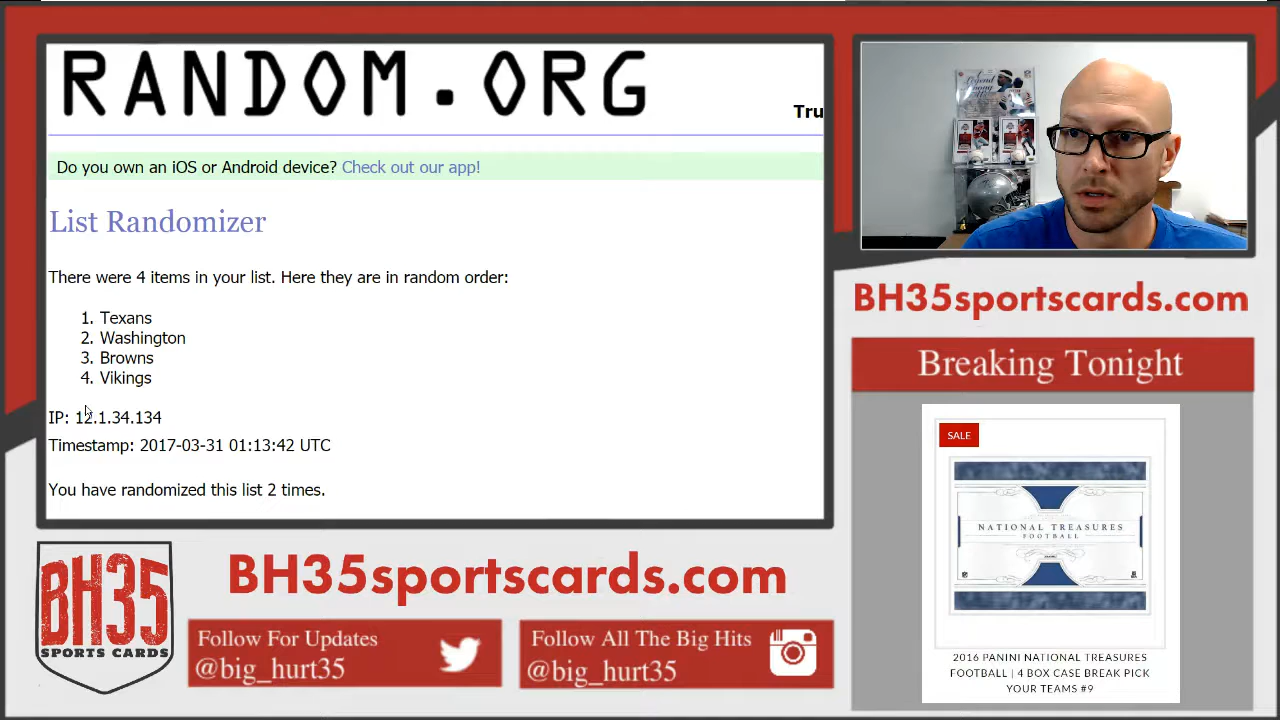 RANDOM.ORG
Tru
Do you own an iOS or Android device? Check out our app!
List Randomizer
There were 4 items in your list. Here they are in random order:
1. Texans
2. Washington
3. Browns
4. Vikings
IP: 12.1.34.134
Timestamp: 2017-03-31 01:13:42 UTC
You have randomized this list 2 times.
BH35sportscards.com
Breaking Tonight
SALE
NATIONAL TREASURES
FOOTBALL
2016 PANINI NATIONAL TREASURES
FOOTBALL | 4 BOX CASE BREAK PICK
YOUR TEAMS #9
BH35
SPORTS CARDS
BH35sportscards.com
Follow For Updates
@big_hurt35
Follow All The Big Hits
@big_hurt35